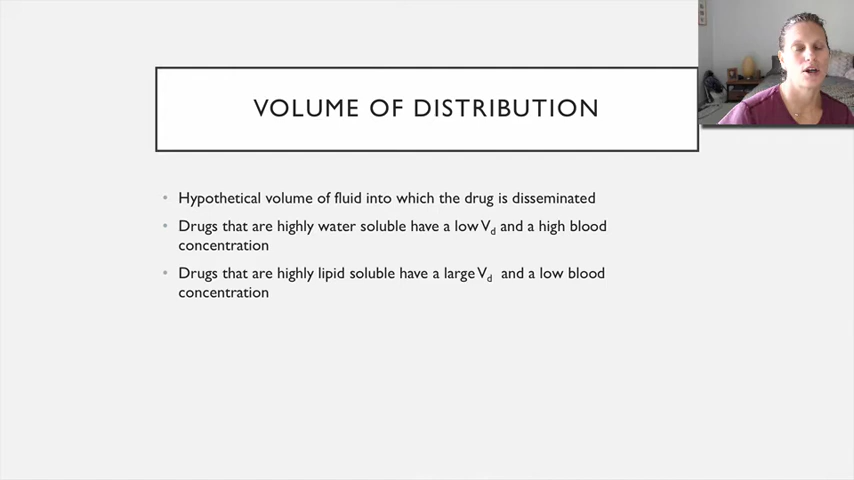 VOLUME OF DISTRIBUTION
• Hypothetical volume of fluid into which the drug is disseminated
• Drugs that are highly water soluble have a low Vd and a high blood
concentration
• Drugs that are highly lipid soluble have a large Vd and a low blood
concentration